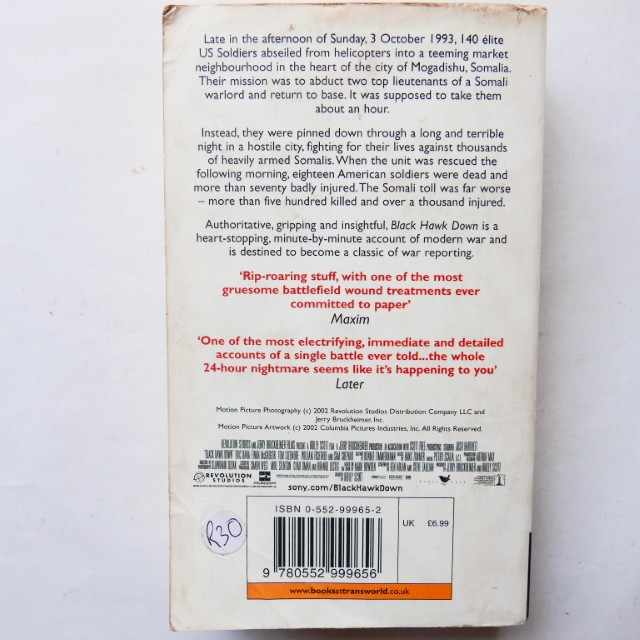 Late in the afternoon of Sunday, 3 October 1993, 140 élite
US Soldiers abseiled from helicopters into a teeming market
neighbourhood in the heart of the city of Mogadishu, Somalia.
Their mission was to abduct two top lieutenants of a Somali
warlord and return to base. It was supposed to take them
about an hour.
Instead, they were pinned down through a long and terrible
night in a hostile city, fighting for their lives against thousands
of heavily armed Somalis. When the unit was rescued the
following morning, eighteen American soldiers were dead and
more than seventy badly injured. The Somali toll was far worse
– more than five hundred killed and over a thousand injured.
Authoritative, gripping and insightful, Black Hawk Down is a
heart-stopping, minute-by-minute account of modern war and
is destined to become a classic of war reporting.
'Rip-roaring stuff, with one of the most
gruesome battlefield wound treatments ever
committed to paper'
Maxim
'One of the most electrifying, immediate and detailed
accounts of a single battle ever told...the whole
24-hour nightmare seems like it's happening to you'
Later
Motion Picture Photography (c) 2002 Revolution Studios Distribution Company LLC and
Jerry Bruckheimer, Inc.
Motion Picture Artwork (c) 2002 Columbia Pictures Industries, Inc. All Rights Reserved.
REVOLUTION STUDIOS
sony.com/BlackHawkDown
ISBN 0-552-99965-2
UK £6.99
R30
9 780552 999656
www.booksattransworld.co.uk